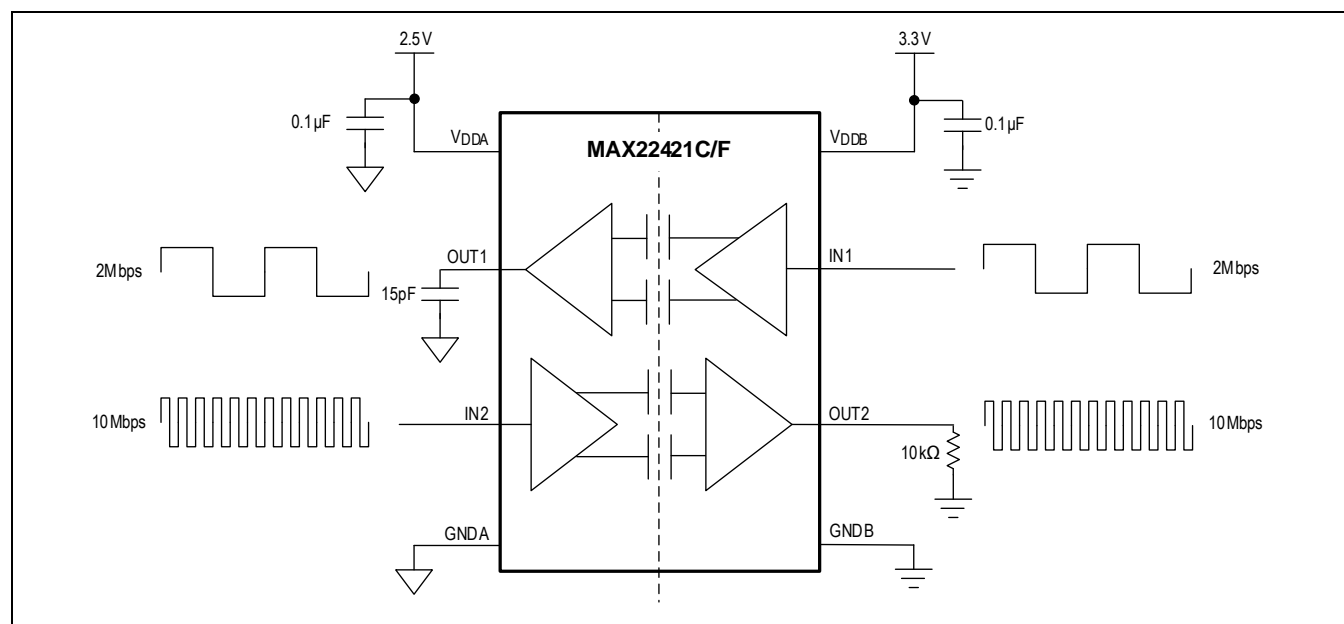 2.5V
3.3V
0.1µF
0.1µF
VDDA
VDDB
MAX22421C/F
OUT1
IN1
2Mbps
2Mbps
15pF
IN2
OUT2
10Mbps
10Mbps
10kΩ
GNDA
GNDB